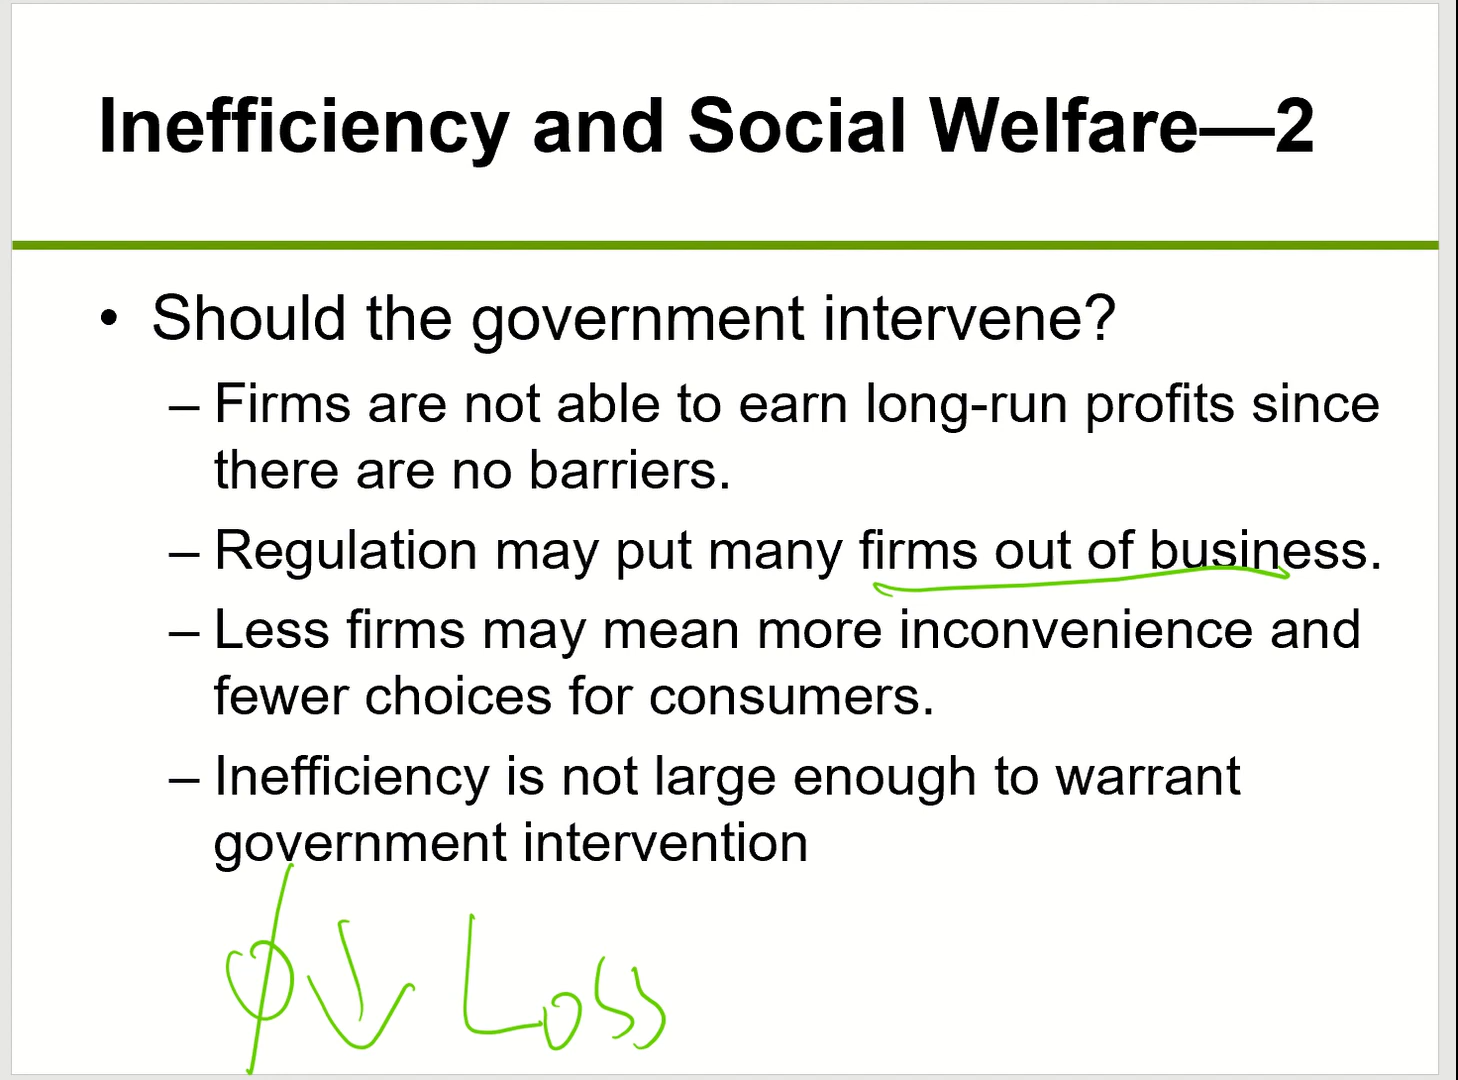 Inefficiency and Social Welfare—2
• Should the government intervene?
– Firms are not able to earn long-run profits since
there are no barriers.
– Regulation may put many firms out of business.
– Less firms may mean more inconvenience and
fewer choices for consumers.
– Inefficiency is not large enough to warrant
government intervention
↓ Loss